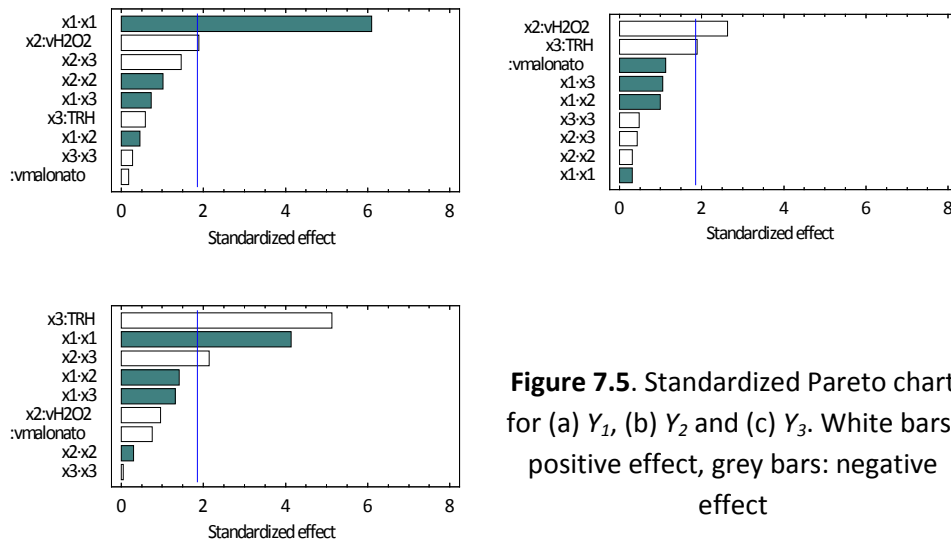 x1·x1
x2:vH2O2
x2·x3
x2·x2
x1·x3
x3:TRH
x1·x2
x3·x3
:vmalonato
0 2 4 6 8
Standardized effect
x2:vH2O2
x3:TRH
:vmalonato
x1·x3
x1·x2
x3·x3
x2·x3
x2·x2
x1·x1
0 2 4 6 8
Standardized effect
x3:TRH
x1·x1
x2·x3
x1·x2
x1·x3
x2:vH2O2
:vmalonato
x2·x2
x3·x3
0 2 4 6 8
Standardized effect
Figure 7.5. Standardized Pareto chart
for (a) Y1, (b) Y2 and (c) Y3. White bars
positive effect, grey bars: negative
effect